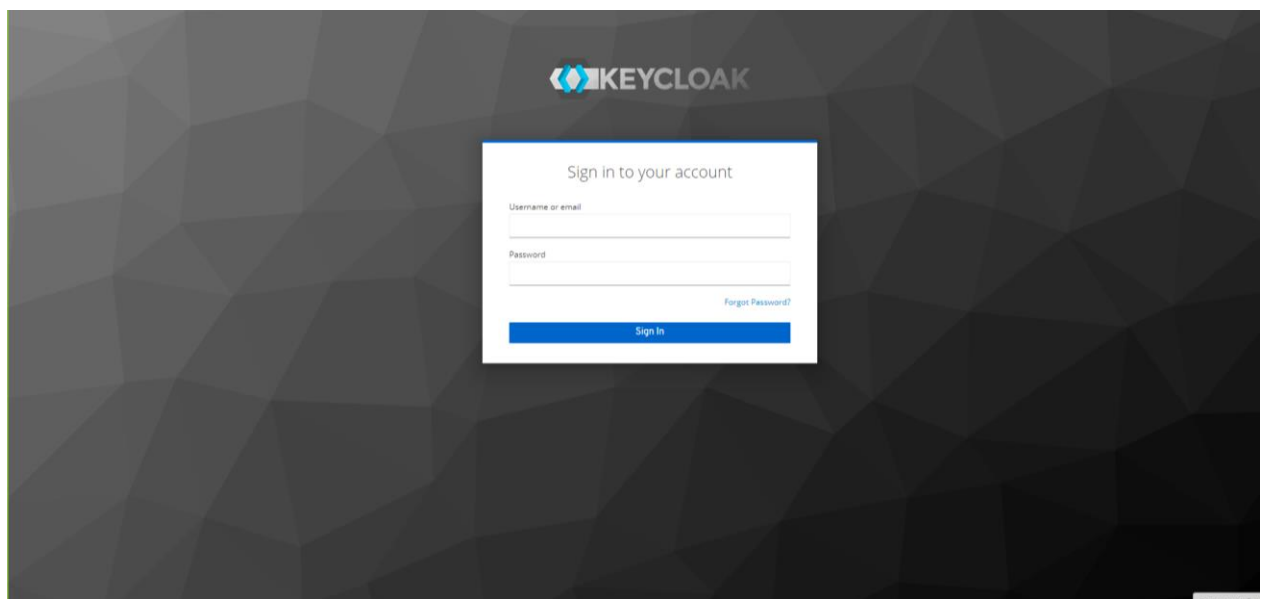 KEYCLOAK
Sign in to your account
Username or email
Password
Forgot Password?
Sign In